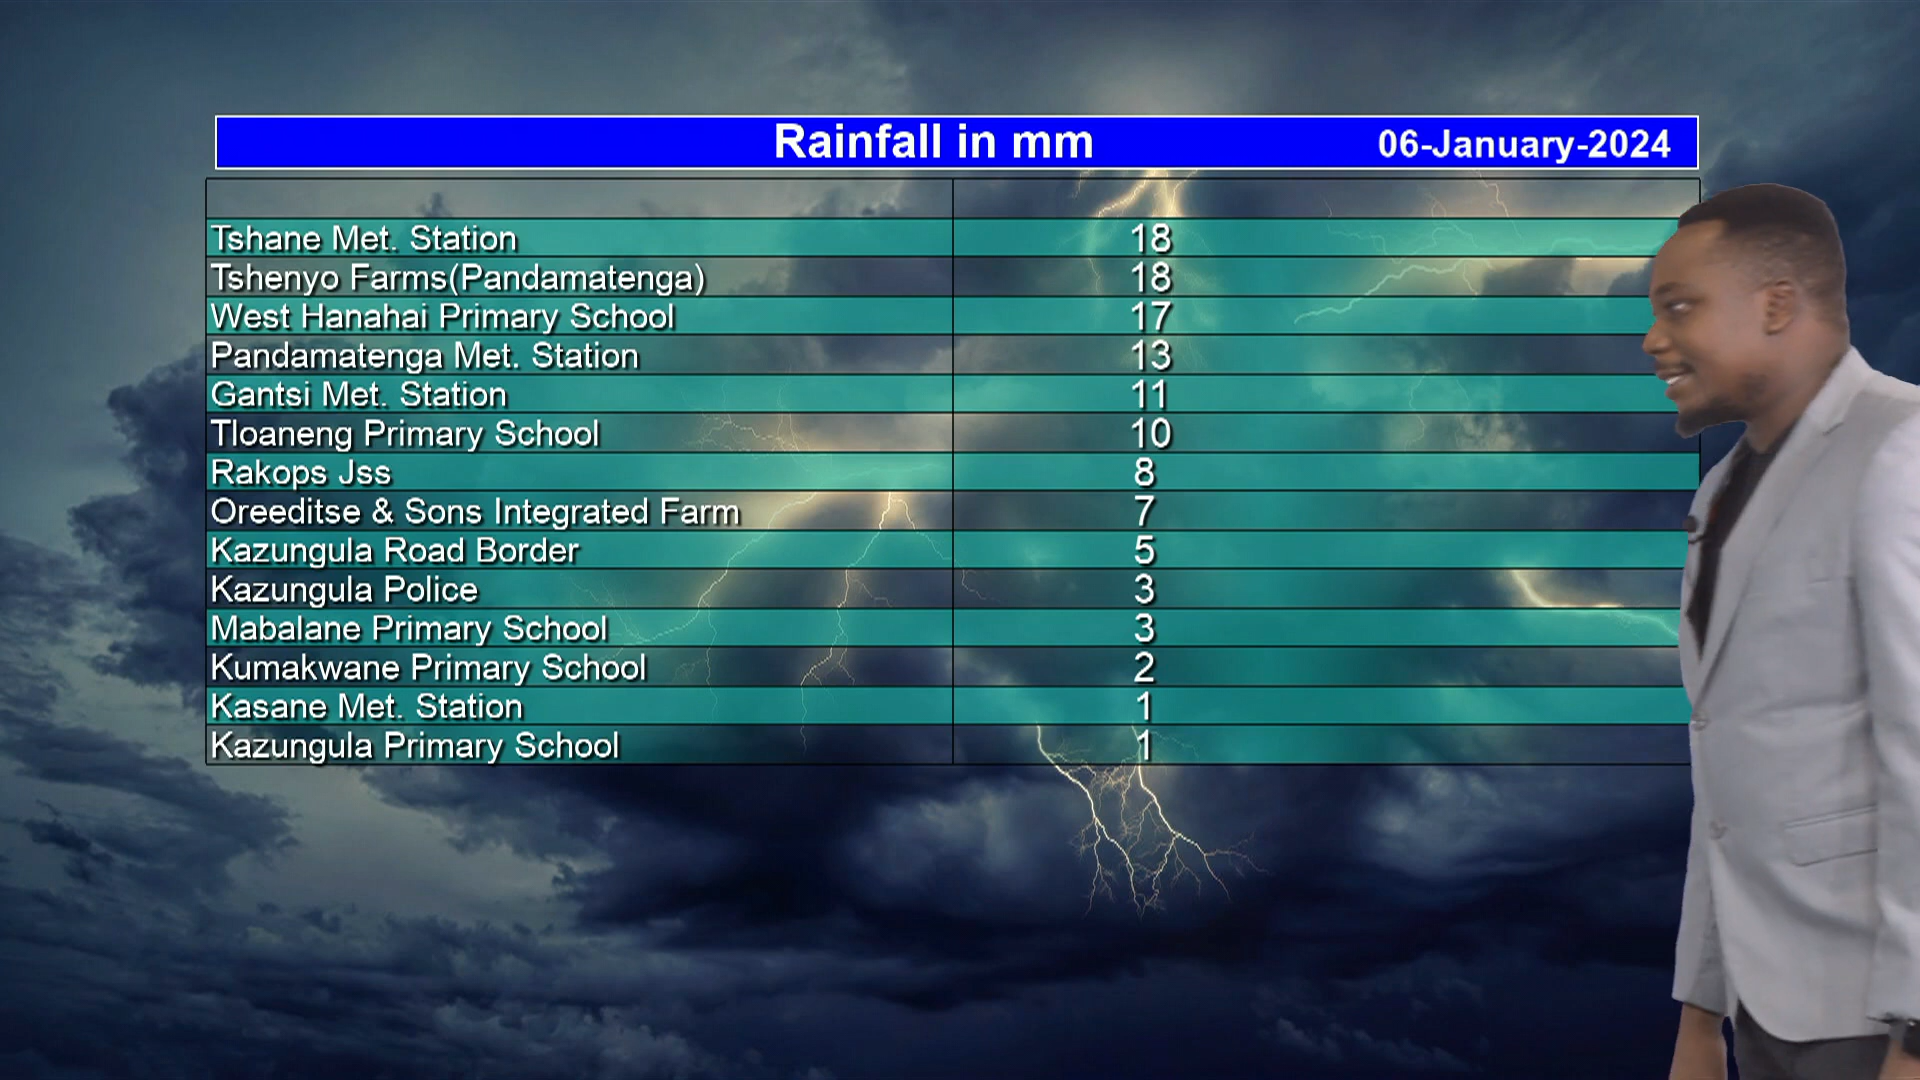 Rainfall in mm 06-January-2024
Tshane Met. Station 18
Tshenyo Farms(Pandamatenga) 18
West Hanahai Primary School 17
Pandamatenga Met. Station 13
Gantsi Met. Station 11
Tloaneng Primary School 10
Rakops Jss 8
Oreeditse & Sons Integrated Farm 7
Kazungula Road Border 5
Kazungula Police 3
Mabalane Primary School 3
Kumakwane Primary School 2
Kasane Met. Station 1
Kazungula Primary School 1